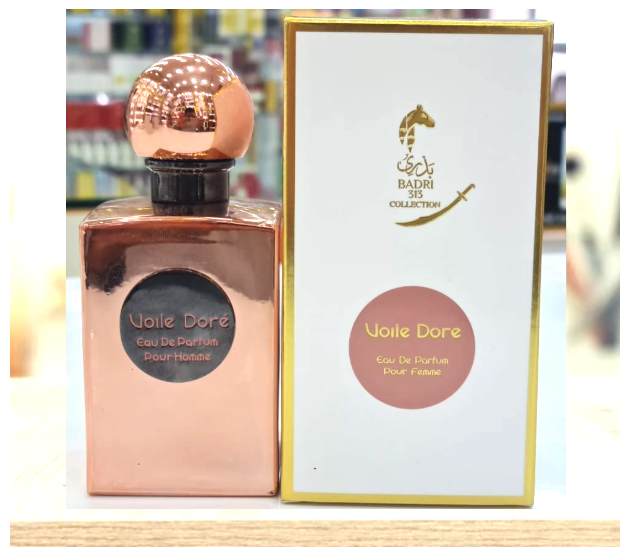 Voile Doré
Eau De Parfum
Pour Homme
بدري
BADRI
313
COLLECTION
Voile Dore
Eau De Parfum
Pour Femme